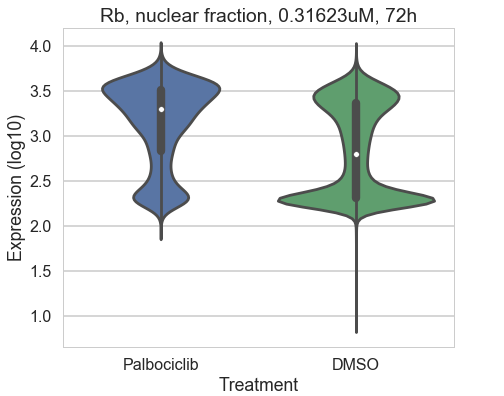 Rb, nuclear fraction, 0.31623uM, 72h
Expression (log10)
4.0
3.5
3.0
2.5
2.0
1.5
1.0
Palbociclib
DMSO
Treatment